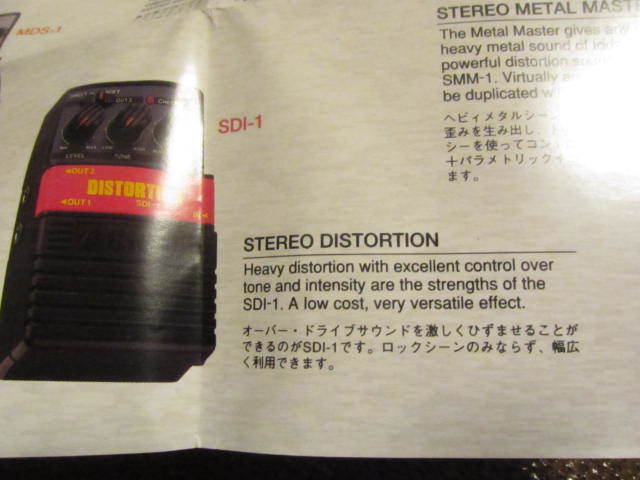 MDS-1
STEREO METAL
The Metal Master gives
heavy metal sound of
powerful distortion
SMM-1. Virtually
be duplicated
ヘビィメタルシーン
歪みを生み出し、
シーを使ってコン
＋パラメトリックイ
ます。
SDI-1
OUT2
LEVEL
TONE
◀OUT2
DISTORT
◀OUT1
STEREO DISTORTION
Heavy distortion with excellent control over
tone and intensity are the strengths of the
SDI-1. A low cost, very versatile effect.
オーバー・ドライブサウンドを激しくひずませることが
できるのがSDI-1です。ロックシーンのみならず、幅広
く利用できます。